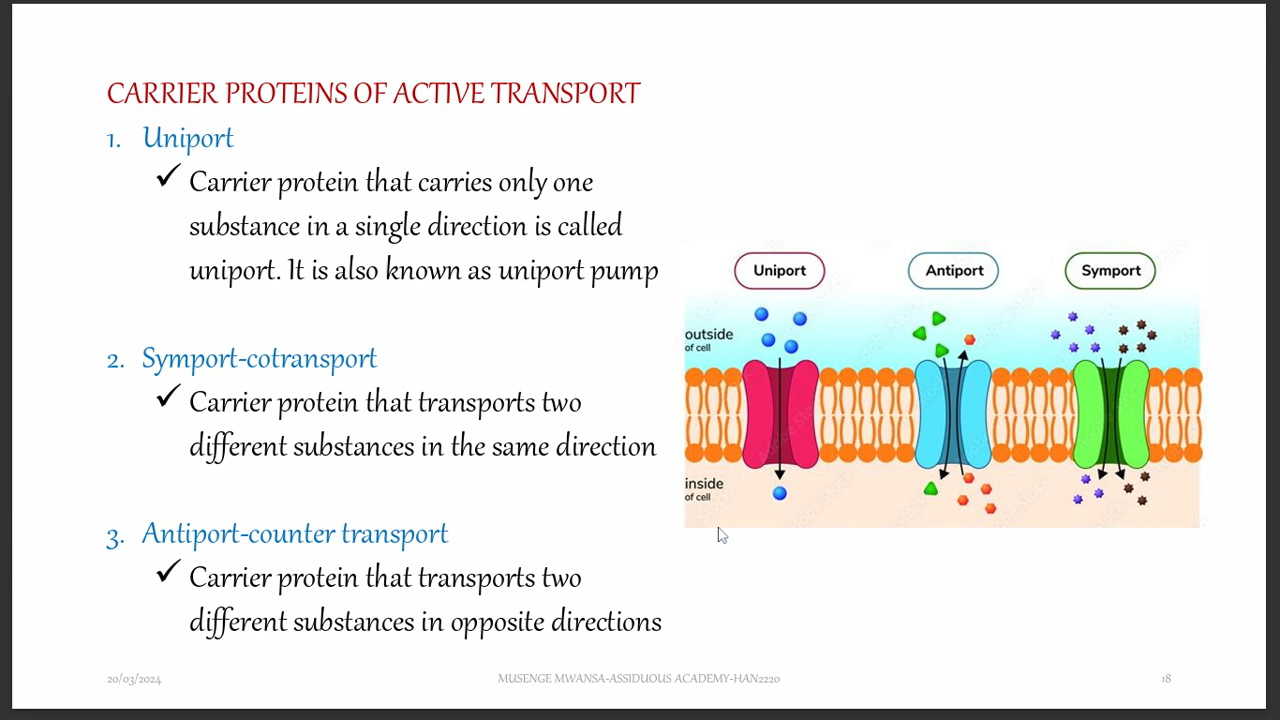 CARRIER PROTEINS OF ACTIVE TRANSPORT
1. Uniport
✓ Carrier protein that carries only one
substance in a single direction is called
uniport. It is also known as uniport pump
2. Symport-cotransport
✓ Carrier protein that transports two
different substances in the same direction
3. Antiport-counter transport
✓ Carrier protein that transports two
different substances in opposite directions
Uniport
Antiport
Symport
outside
of cell
inside
of cell
20/03/2024
MUSENGE MWANSA-ASSIDUOUS ACADEMY-HAN2220
18